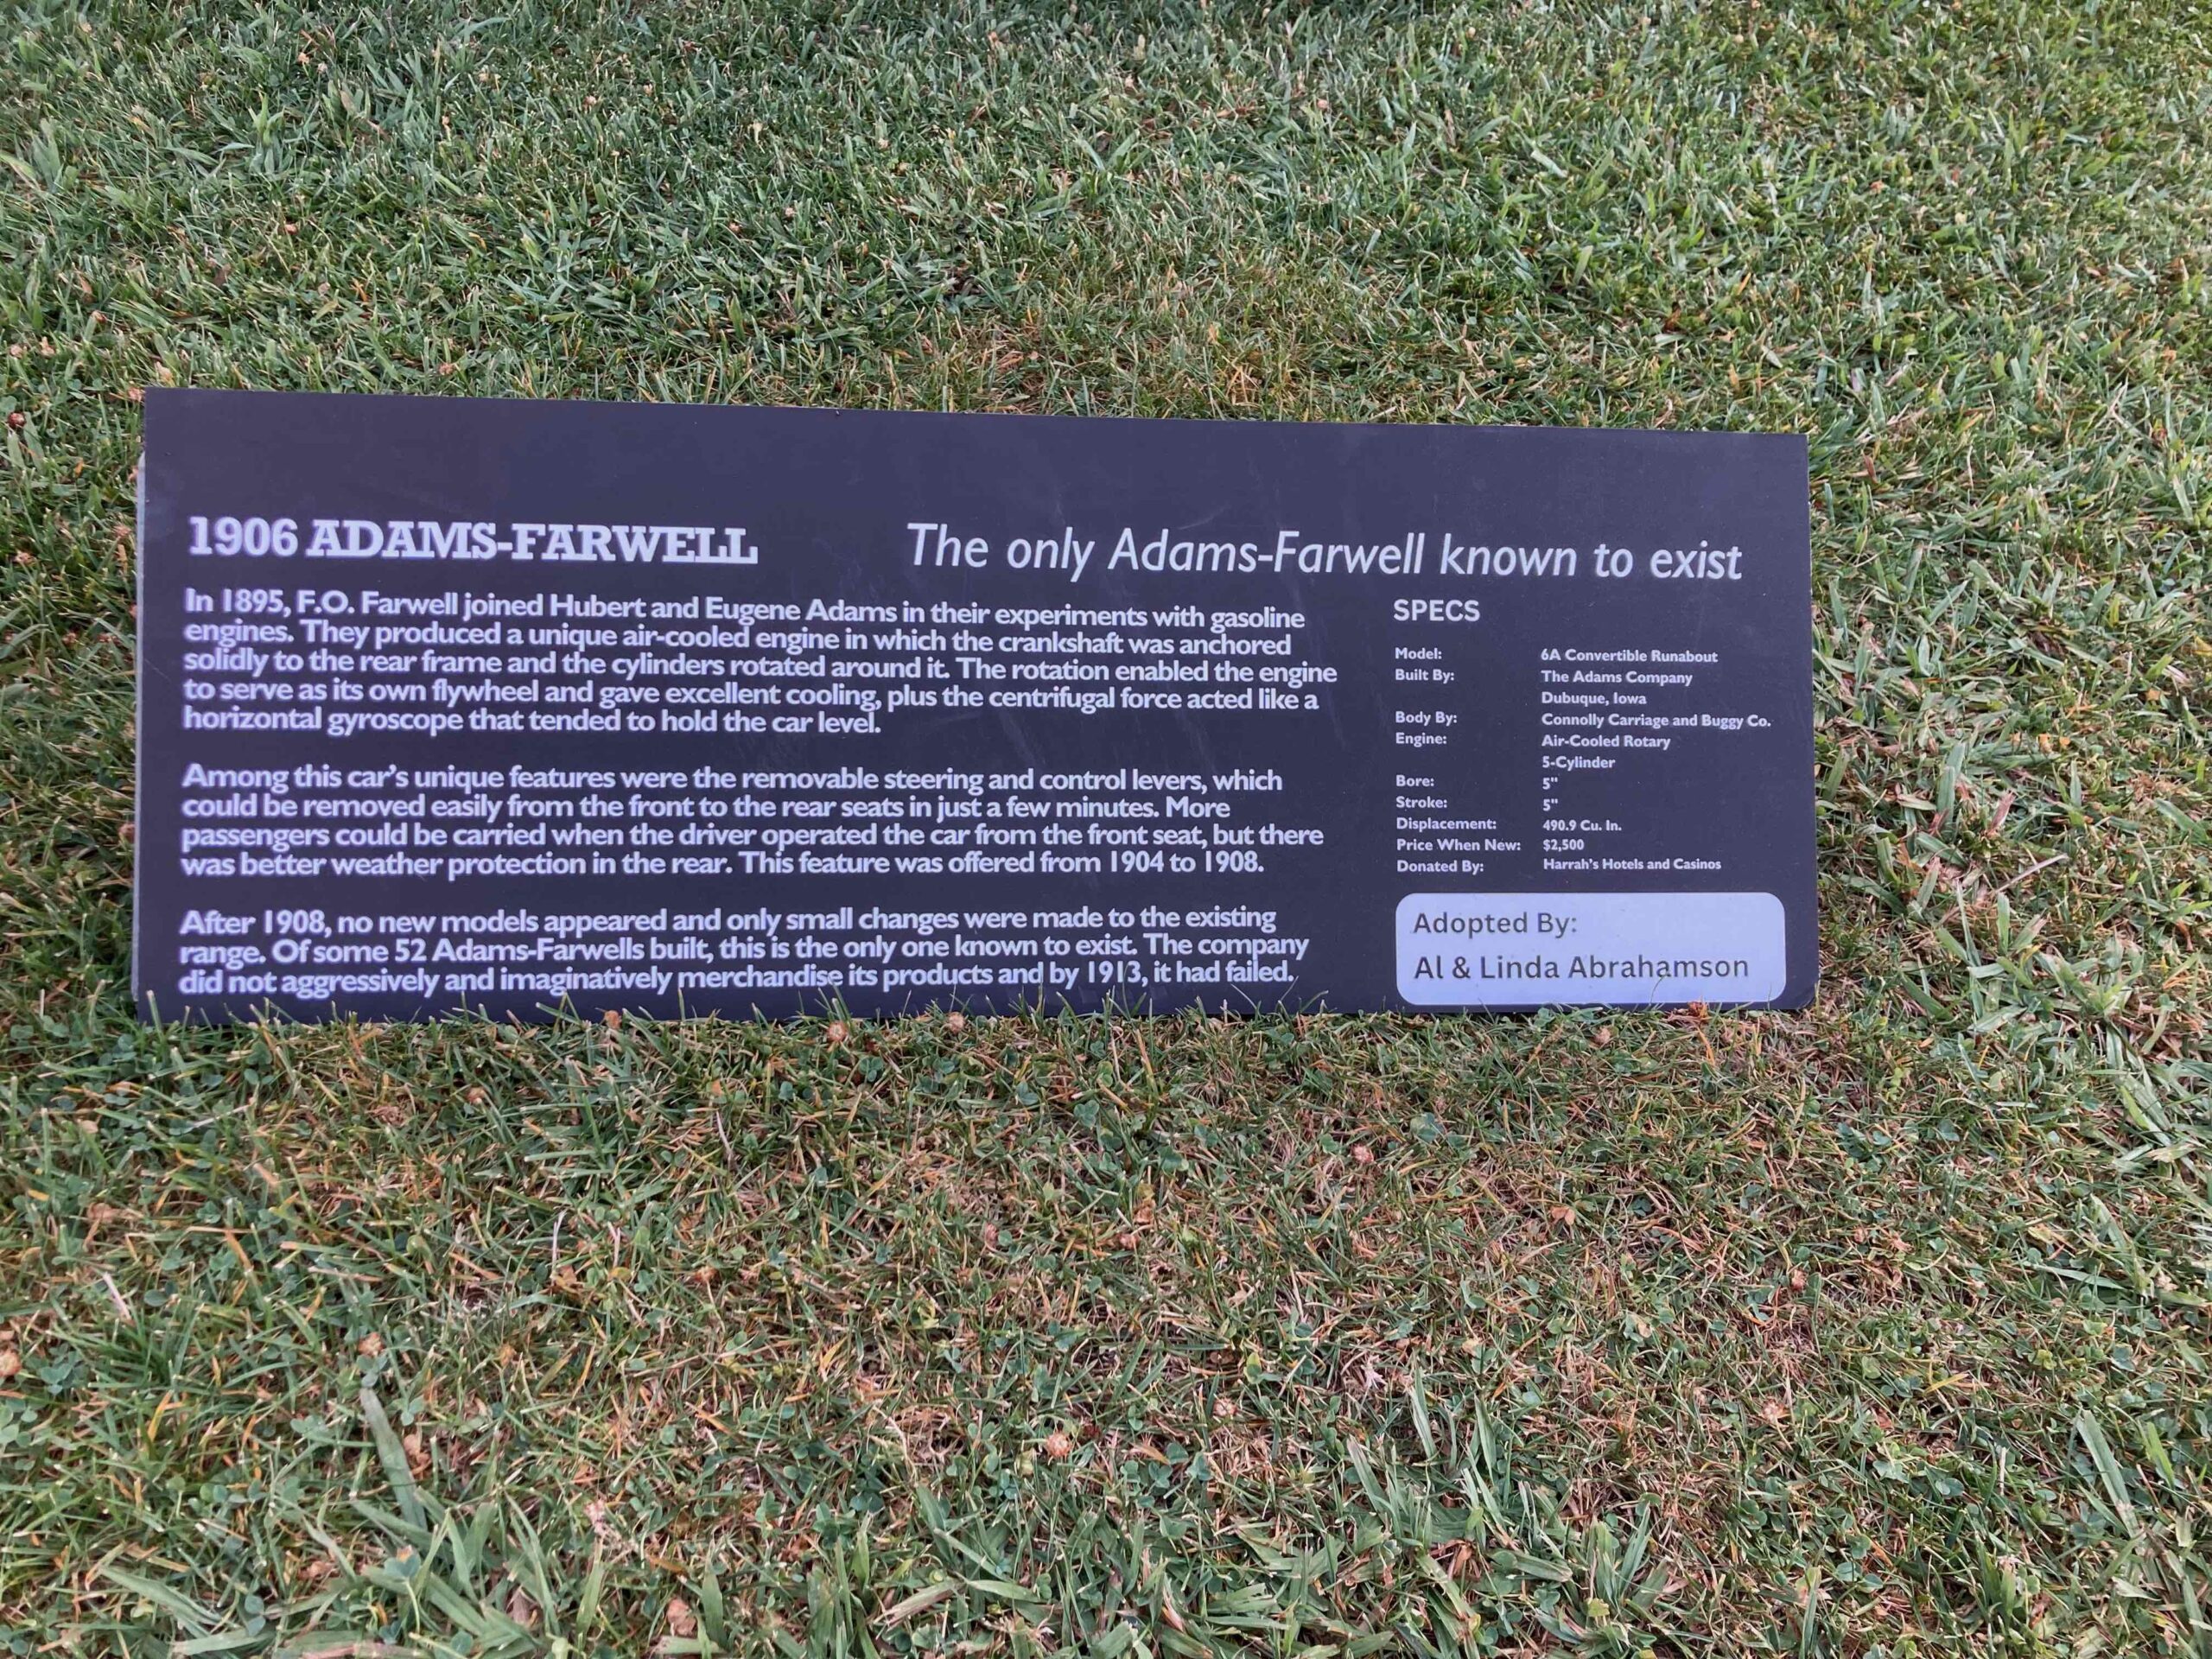 1906 ADAMS-FARWELL
The only Adams-Farwell known to exist
In 1895, F.O. Farwell joined Hubert and Eugene Adams in their experiments with gasoline
engines. They produced a unique air-cooled engine in which the crankshaft was anchored
solidly to the rear frame and the cylinders rotated around it. The rotation enabled the engine
to serve as its own flywheel and gave excellent cooling, plus the centrifugal force acted like a
horizontal gyroscope that tended to hold the car level.
Among this car's unique features were the removable steering and control levers, which
could be removed easily from the front to the rear seats in just a few minutes. More
passengers could be carried when the driver operated the car from the front seat, but there
was better weather protection in the rear. This feature was offered from 1904 to 1908.
After 1908, no new models appeared and only small changes were made to the existing
range. Of some 52 Adams-Farwells built, this is the only one known to exist. The company
did not aggressively and imaginatively merchandise its products and by 1913, it had failed.
SPECS
Model: 6A Convertible Runabout
Built By: The Adams Company
Dubuque, Iowa
Body By: Connolly Carriage and Buggy Co.
Engine: Air-Cooled Rotary
5-Cylinder
Bore: 5"
Stroke: 5"
Displacement: 490.9 Cu. In.
Price When New: $2,500
Donated By: Harrah's Hotels and Casinos
Adopted By:
Al & Linda Abrahamson